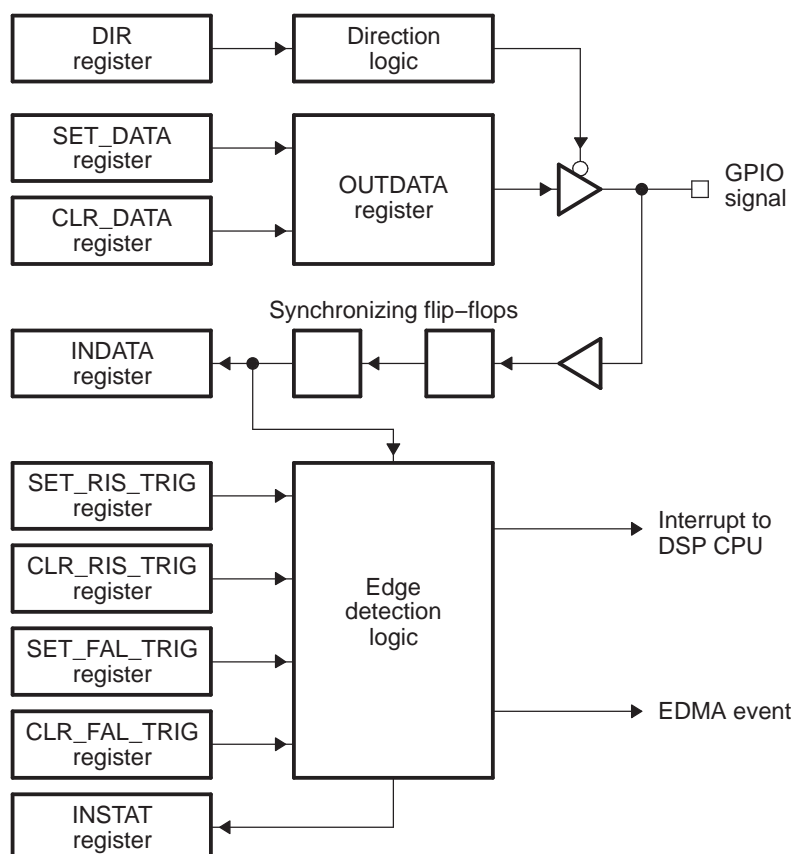 DIR
register
Direction
logic
SET_DATA
register
OUTDATA
register
GPIO
signal
CLR_DATA
register
Synchronizing flip−flops
INDATA
register
SET_RIS_TRIG
register
CLR_RIS_TRIG
register
SET_FAL_TRIG
register
CLR_FAL_TRIG
register
Edge
detection
logic
Interrupt to
DSP CPU
EDMA event
INSTAT
register